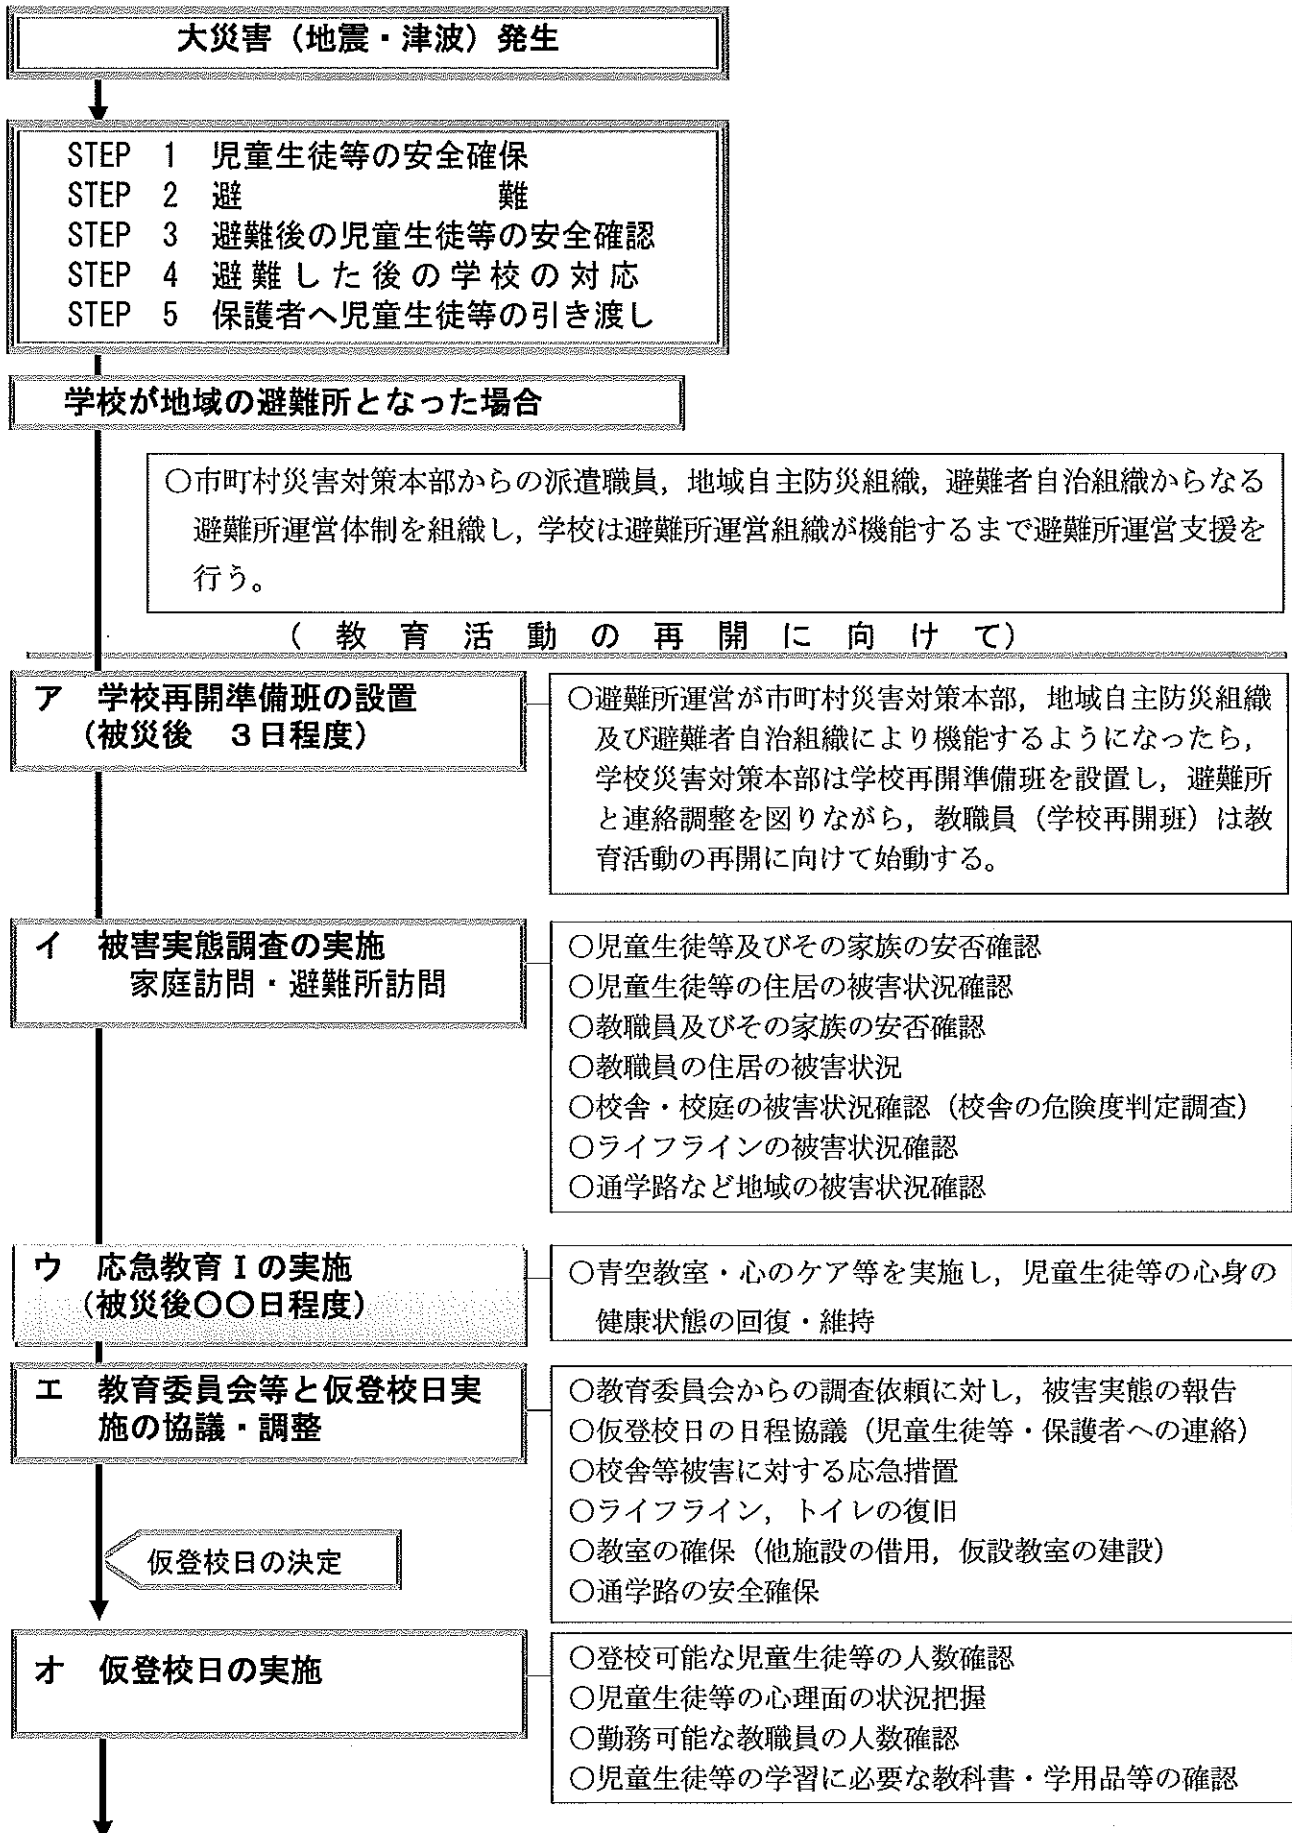 大災害（地震・津波）発生
STEP 1 児童生徒等の安全確保
STEP 2 避難
STEP 3 避難後の児童生徒等の安全確認
STEP 4 避難した後の学校の対応
STEP 5 保護者へ児童生徒等の引き渡し
学校が地域の避難所となった場合
○市町村災害対策本部からの派遣職員，地域自主防災組織，避難者自治組織からなる
避難所運営体制を組織し，学校は避難所運営組織が機能するまで避難所運営支援を
行う。
（教育活動の再開に向けて）
ア 学校再開準備班の設置
（被災後 3日程度）
○避難所運営が市町村災害対策本部，地域自主防災組織
及び避難者自治組織により機能するようになったら，
学校災害対策本部は学校再開準備班を設置し，避難所
と連絡調整を図りながら，教職員（学校再開班）は教
育活動の再開に向けて始動する。
イ 被害実態調査の実施
家庭訪問・避難所訪問
○児童生徒等及びその家族の安否確認
○児童生徒等の住居の被害状況確認
○教職員及びその家族の安否確認
○教職員の住居の被害状況
○校舎・校庭の被害状況確認（校舎の危険度判定調査）
○ライフラインの被害状況確認
○通学路など地域の被害状況確認
ウ 応急教育Ⅰの実施
（被災後○○日程度）
○青空教室・心のケア等を実施し，児童生徒等の心身の
健康状態の回復・維持
エ 教育委員会等と仮登校日実
施の協議・調整
○教育委員会からの調査依頼に対し，被害実態の報告
○仮登校日の日程協議（児童生徒等・保護者への連絡）
○校舎等被害に対する応急措置
○ライフライン，トイレの復旧
○教室の確保（他施設の借用，仮設教室の建設）
○通学路の安全確保
仮登校日の決定
オ 仮登校日の実施
○登校可能な児童生徒等の人数確認
○児童生徒等の心理面の状況把握
○勤務可能な教職員の人数確認
○児童生徒等の学習に必要な教科書・学用品等の確認